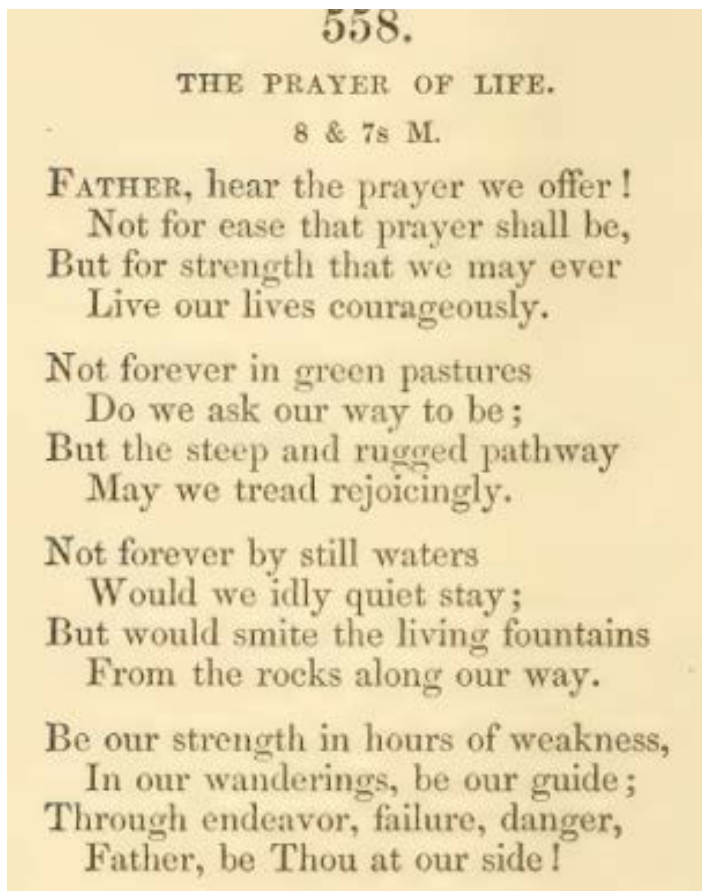 558.
THE PRAYER OF LIFE.
8 & 7s M.
FATHER, hear the prayer we offer!
Not for ease that prayer shall be,
But for strength that we may ever
Live our lives courageously.
Not forever in green pastures
Do we ask our way to be;
But the steep and rugged pathway
May we tread rejoicingly.
Not forever by still waters
Would we idly quiet stay;
But would smite the living fountains
From the rocks along our way.
Be our strength in hours of weakness,
In our wanderings, be our guide;
Through endeavor, failure, danger,
Father, be Thou at our side!